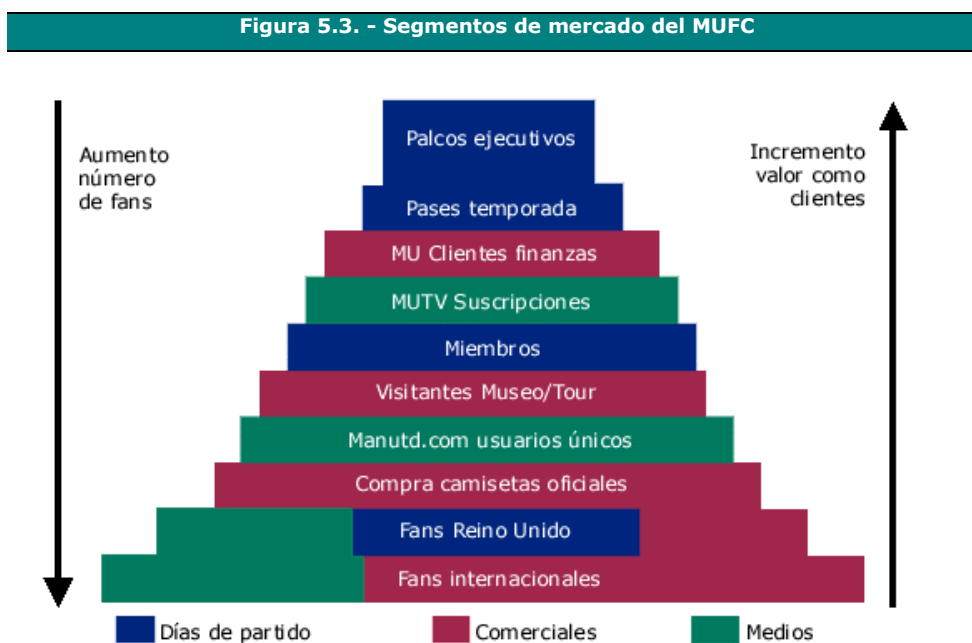 Figura 5.3. - Segmentos de mercado del MUFC
Aumento
número
de fans
Incremento
valor como
clientes
Palcos ejecutivos
Pases temporada
MU Clientes finanzas
MUTV Suscripciones
Miembros
Visitantes Museo/Tour
Manutd.com usuarios únicos
Compra camisetas oficiales
Fans Reino Unido
Fans internacionales
Días de partido
Comerciales
Medios